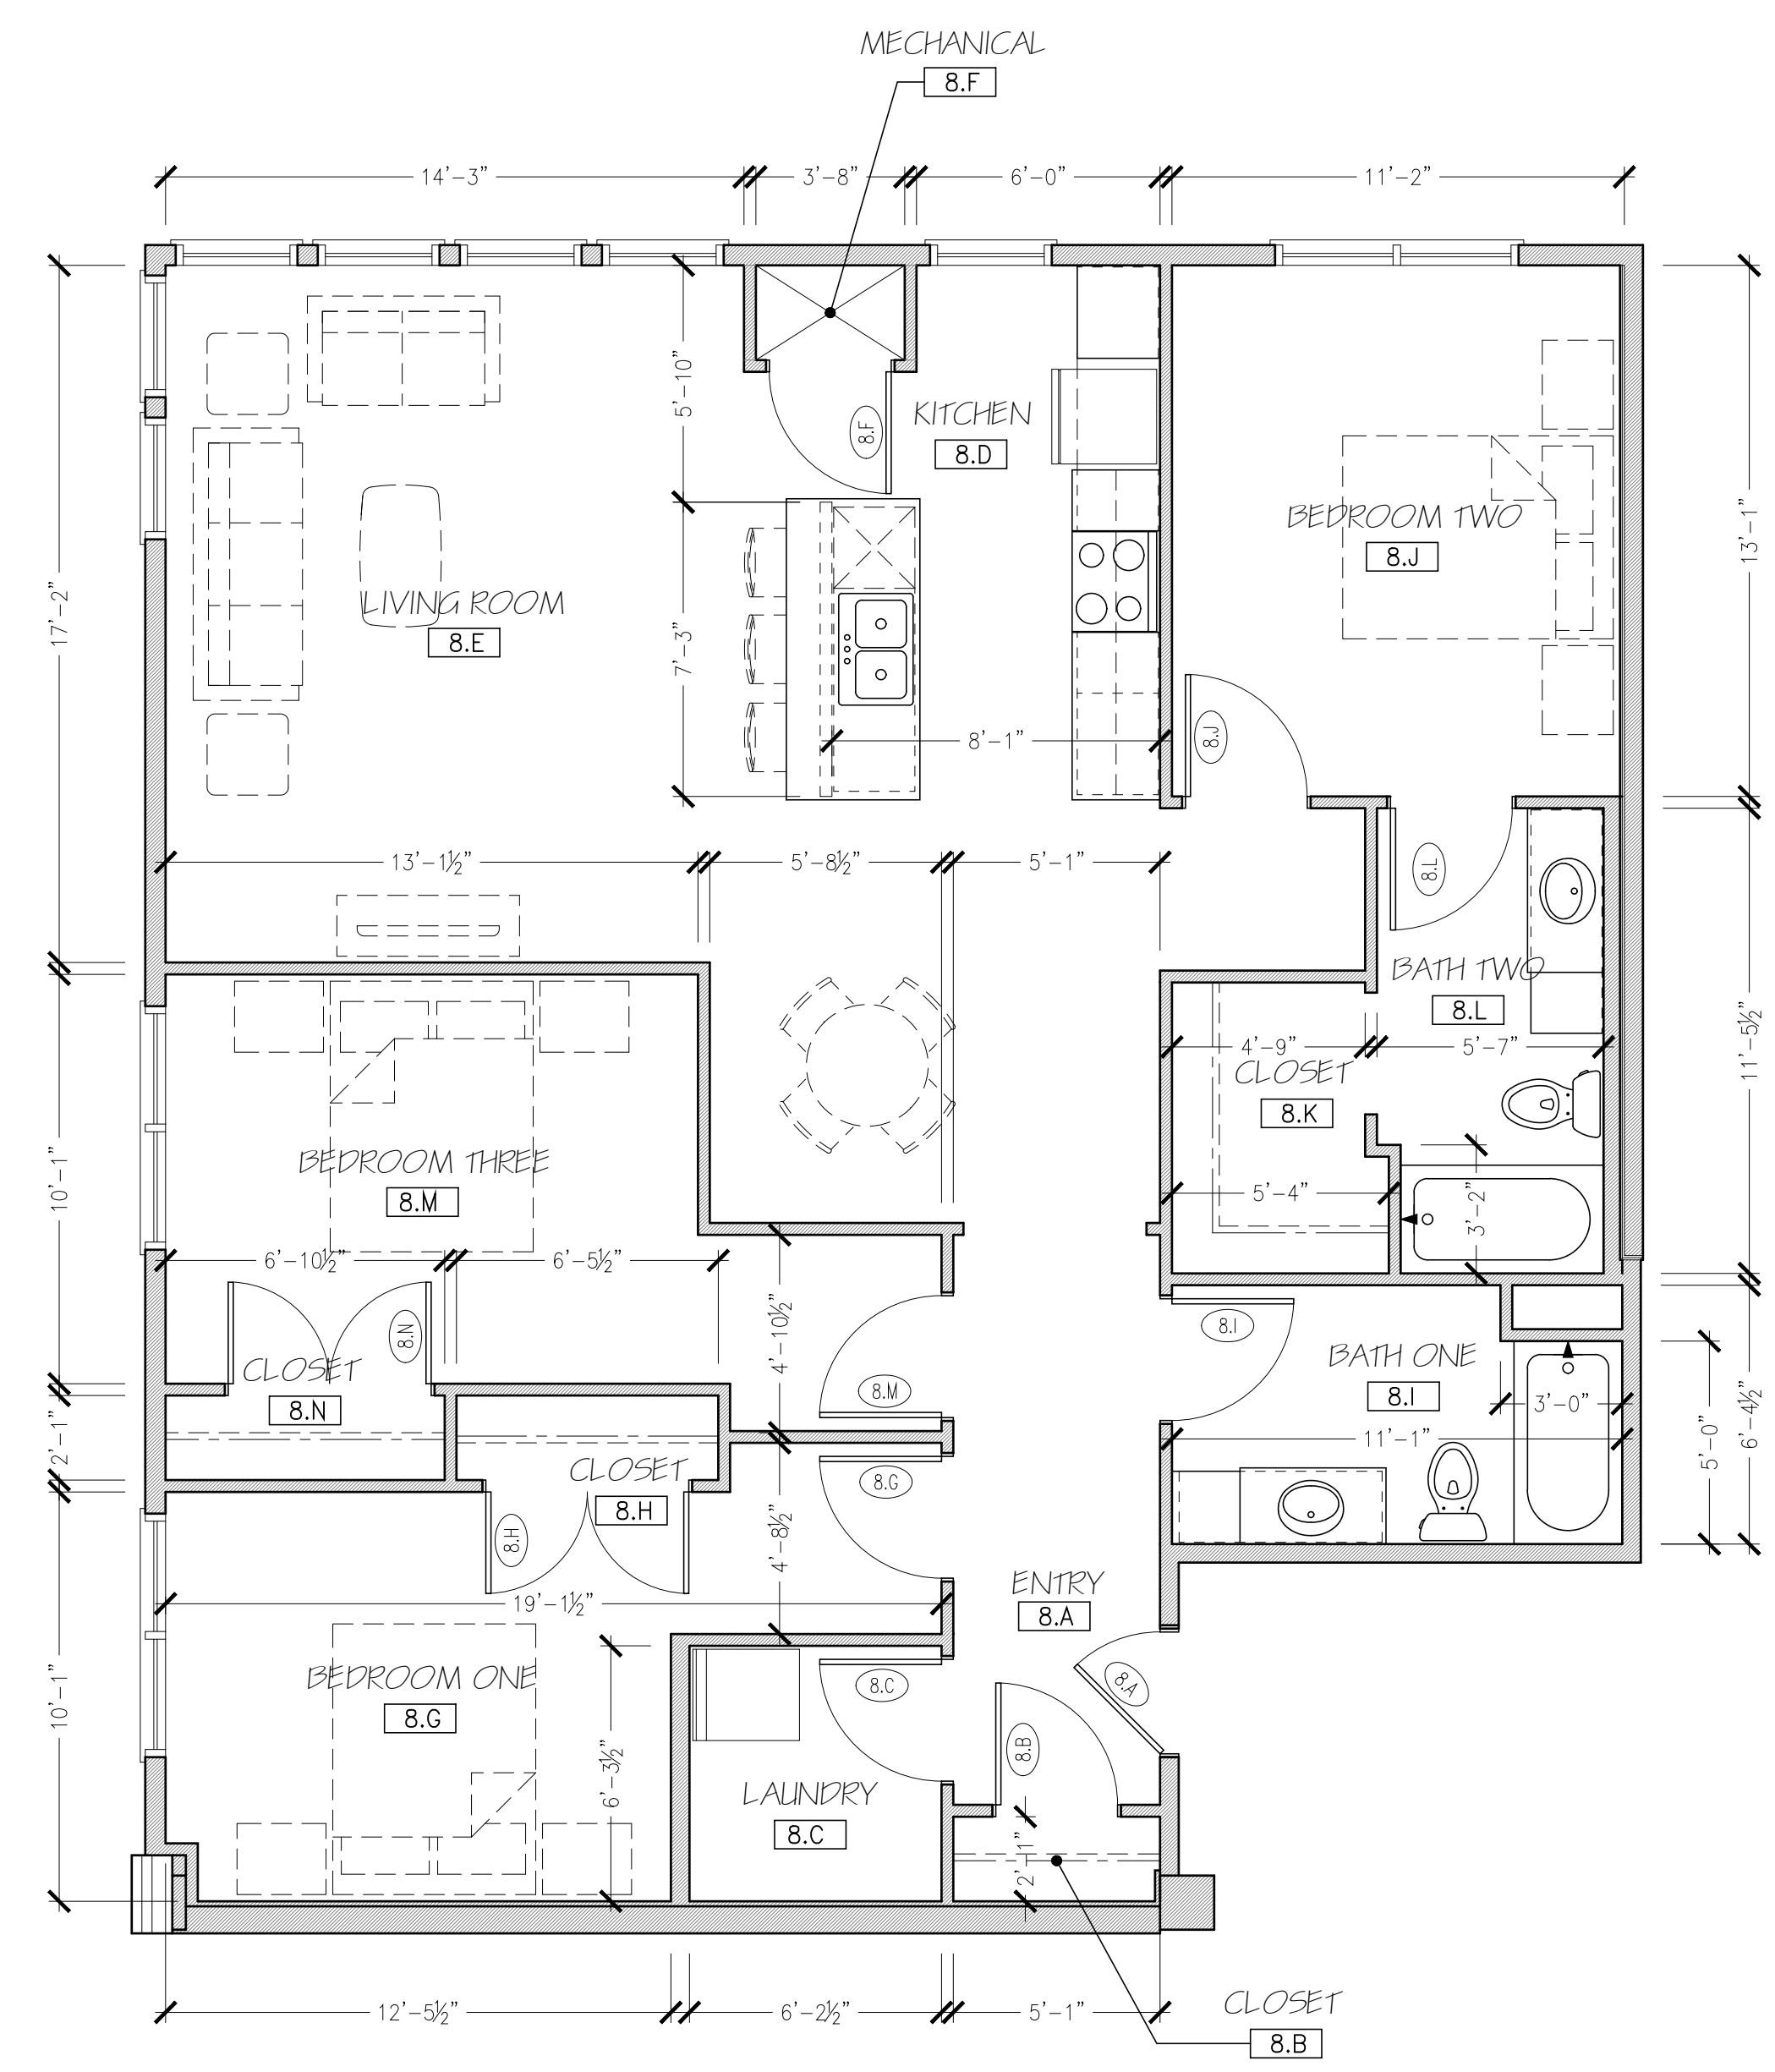 MECHANICAL
8.F
14'-3"
3'-8"
6'-0"
11'-2"
5'-10"
8.F
KITCHEN
8.D
BEDROOM TWO
8.J
13'-1"
17'-2"
LIVING ROOM
8.E
7'-3"
8'-1"
8.J
13'-1½"
5'-8½"
5'-1"
8.L
BATH TWO
8.L
11'-5½"
4'-9"
5'-7"
CLOSET
8.K
BEDROOM THREE
8.M
10'-1"
5'-4"
3'-2"
6'-10½"
6'-5½"
4'-10½"
8.N
8.I
CLOSET
8.N
8.M
BATH ONE
8.I
3'-0"
6'-4½"
5'-0"
11'-1"
2'-1"
CLOSET
8.H
8.G
8.H
4'-8½"
19'-1½"
ENTRY
8.A
BEDROOM ONE
8.G
10'-1"
8.C
8.A
8.B
6'-3½"
LAUNDRY
8.C
2'-1"
12'-5½"
6'-2½"
5'-1"
CLOSET
8.B